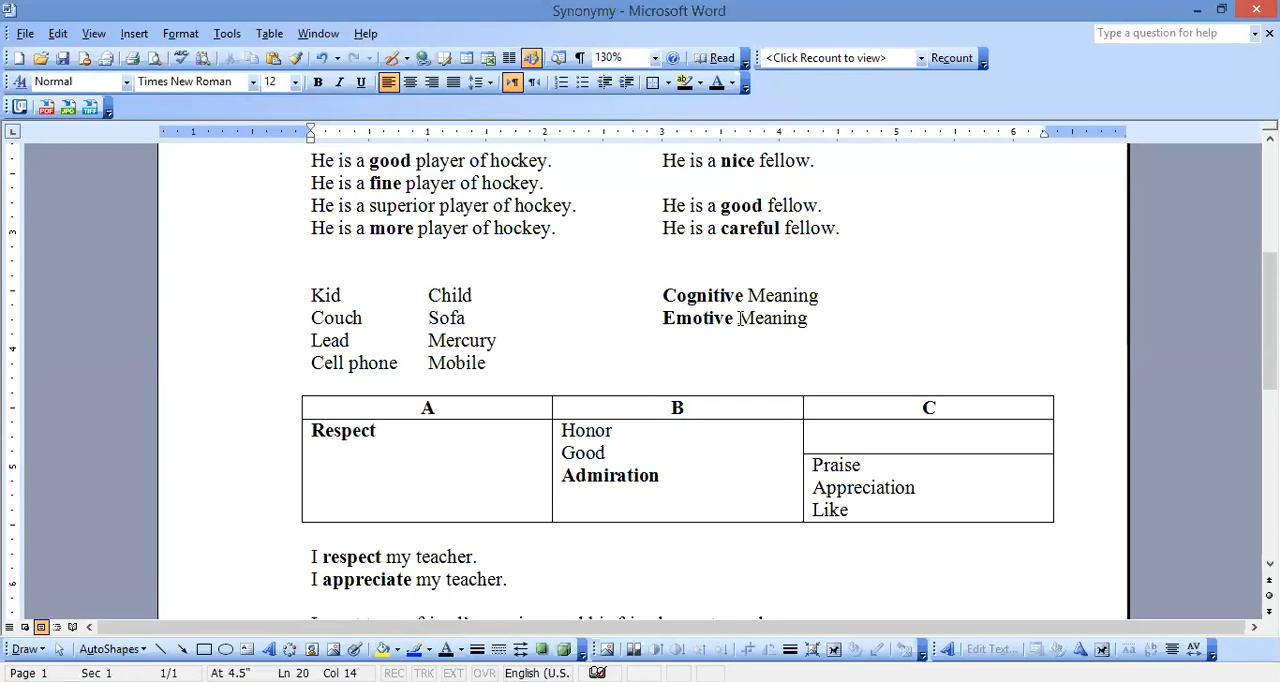 Synonymy - Microsoft Word
File Edit View Insert Format Tools Table Window Help
Type a question for help
130%
Read
<Click Recount to view>
Recount
Normal
Times New Roman
12
He is a good player of hockey.
He is a nice fellow.
He is a fine player of hockey.
He is a superior player of hockey.
He is a good fellow.
He is a more player of hockey.
He is a careful fellow.
Kid Child
Cognitive Meaning
Couch Sofa
Emotive Meaning
Lead Mercury
Cell phone Mobile
A B C
Respect
Honor
Good
Admiration
Praise
Appreciation
Like
I respect my teacher.
I appreciate my teacher.
Draw
AutoShapes
Edit Text...
Page 1 Sec 1 1/1 At 4.5" Ln 20 Col 14 REC TRK EXT OVR English (U.S.